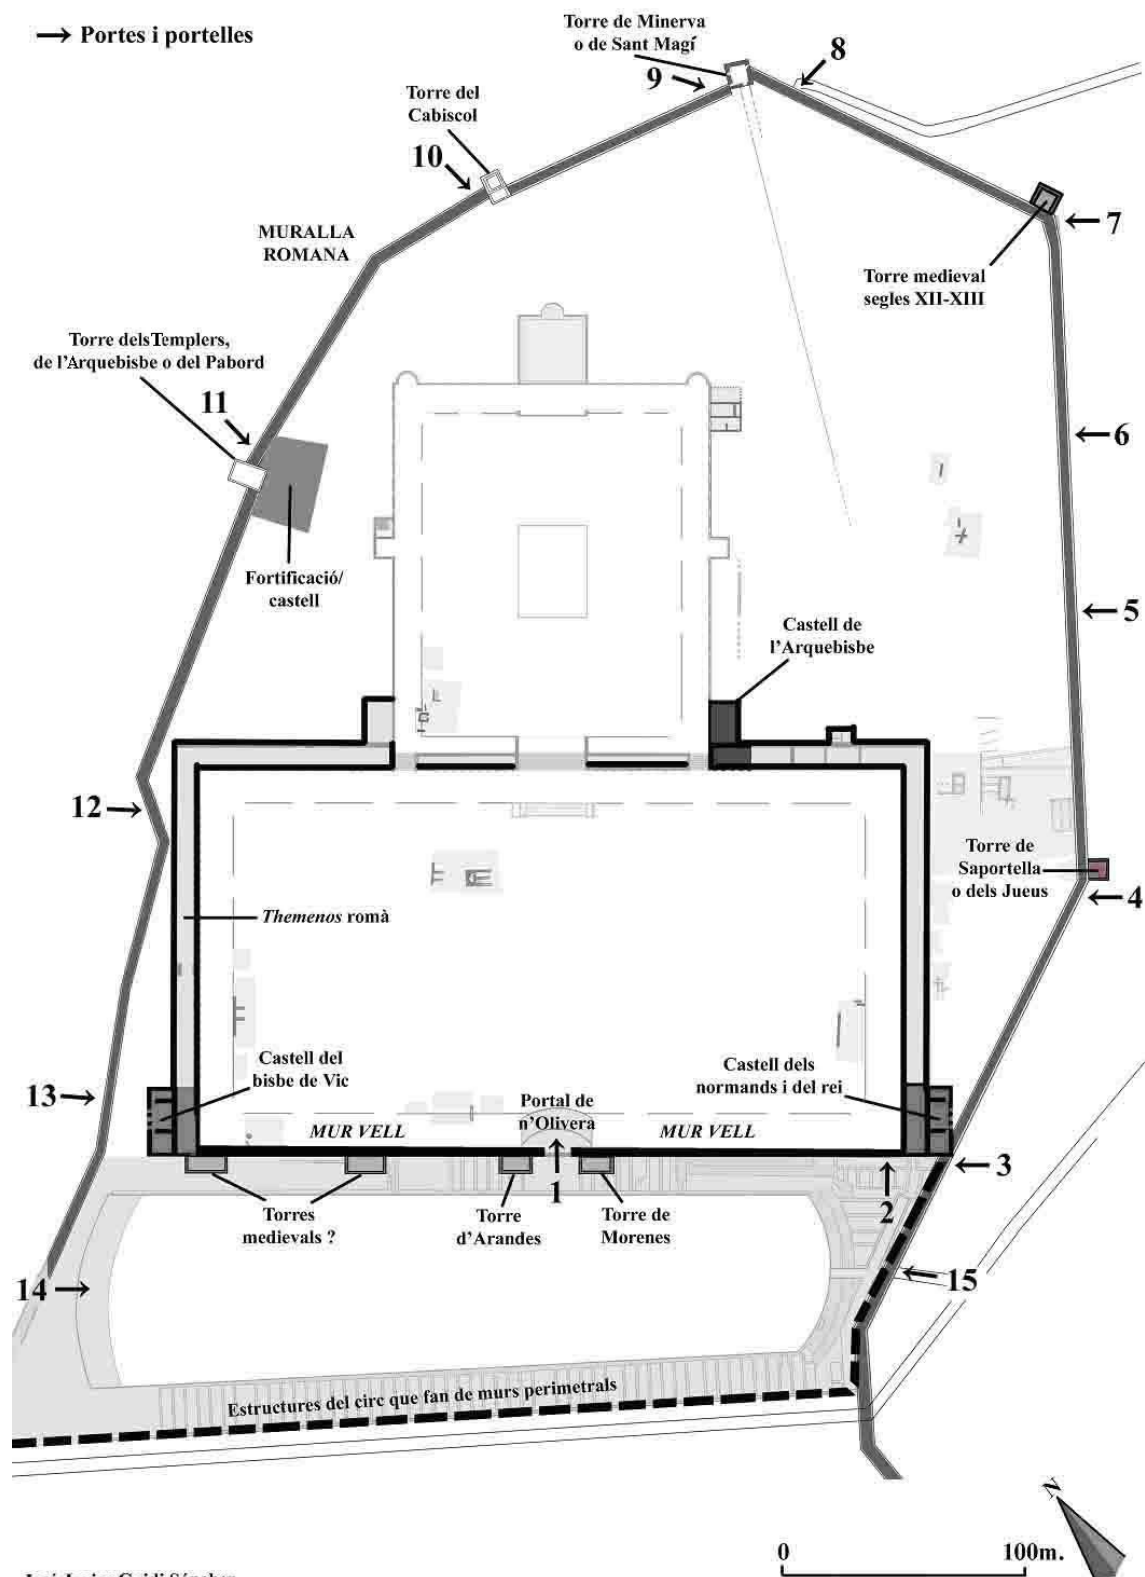 → Portes i portelles
Torre de Minerva
o de Sant Magí
8
9
Torre del
Cabiscol
10
7
MURALLA
ROMANA
Torre medieval
segles XII-XIII
Torre dels Templers,
de l'Arquebisbe o del Pabord
11
6
Fortificació/
castell
5
Castell de
l'Arquebisbe
12
Torre de
Saportella
o dels Jueus
4
Themenos romà
Castell del
bisbe de Vic
Castell dels
normands i del rei
13
Portal de
n'Olivera
MUR VELL
MUR VELL
3
1
2
Torres
medievals ?
Torre
d'Arandes
Torre de
Morenes
14
15
Estructures del circ que fan de murs perimetrals
N
0
100m.